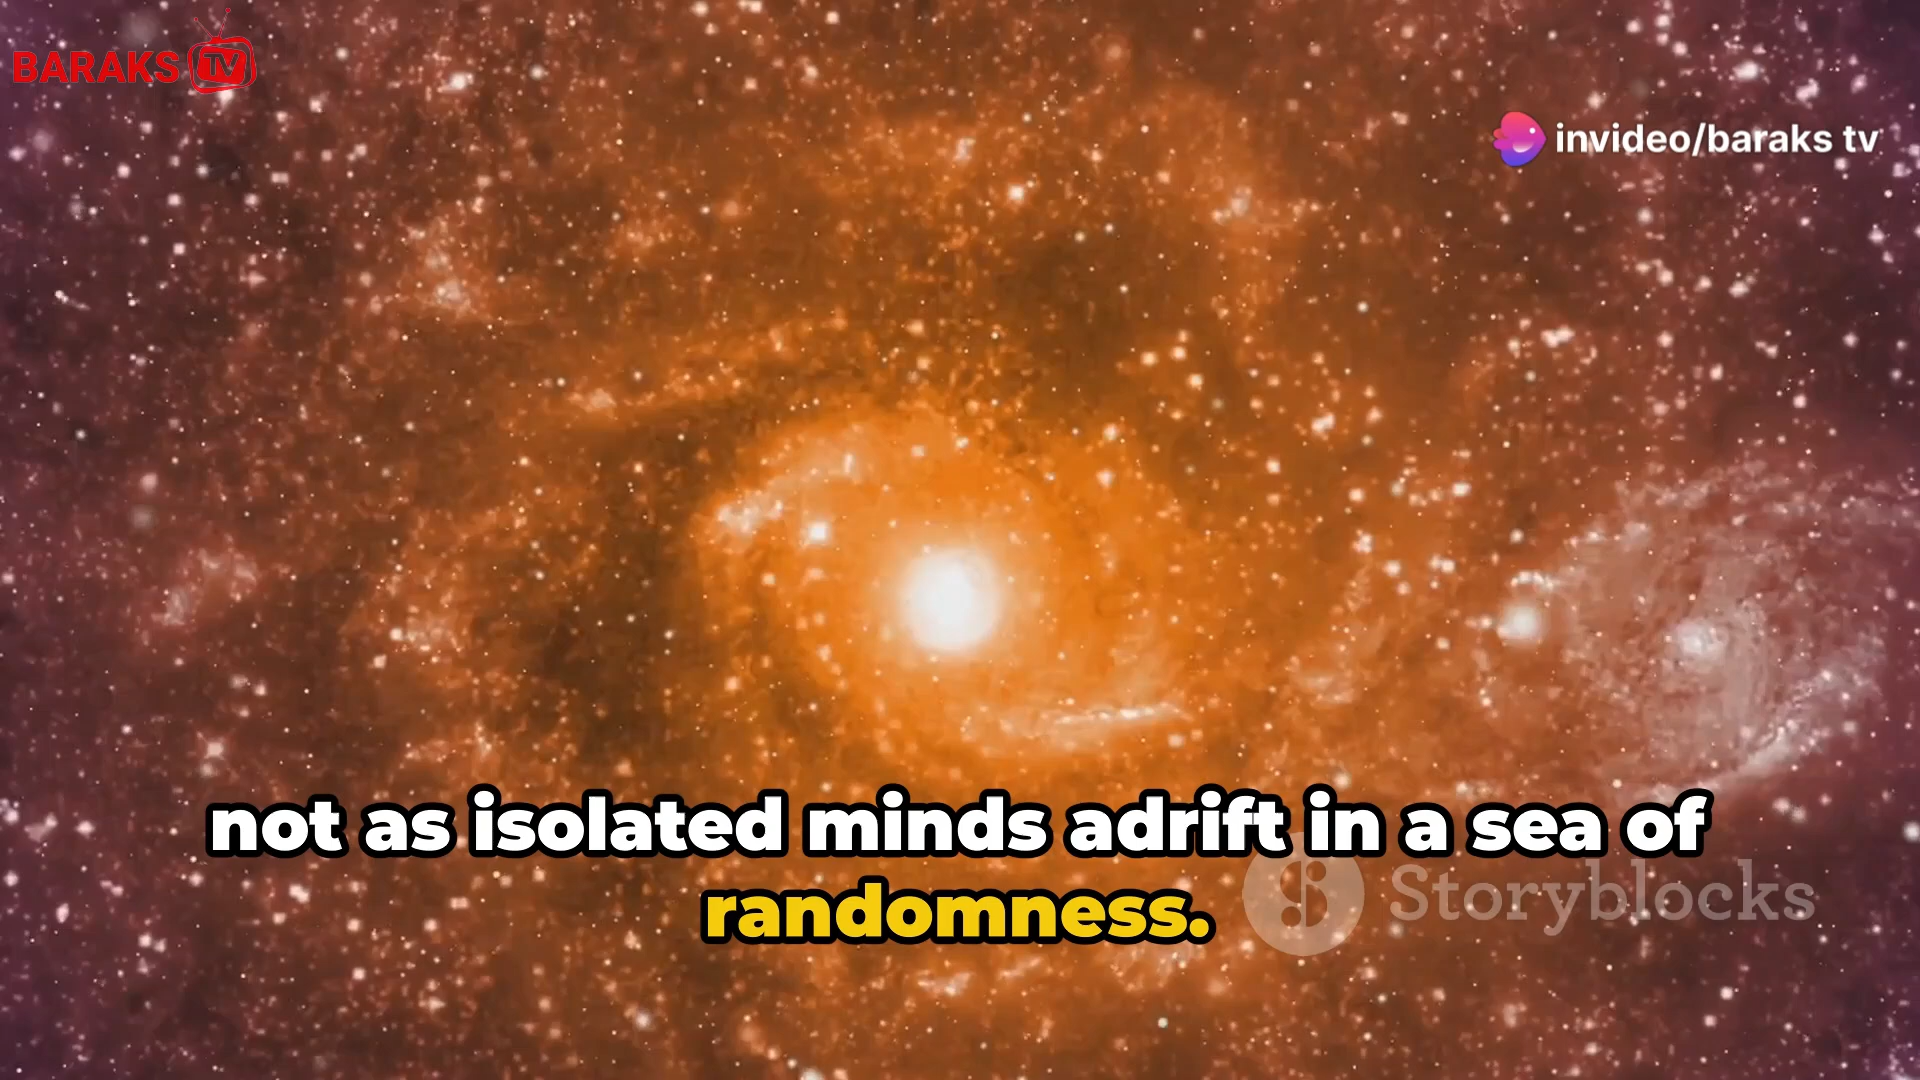 BARAKS TV
invideo/baraks tv
not as isolated minds adrift in a sea of
randomness.
Storyblocks